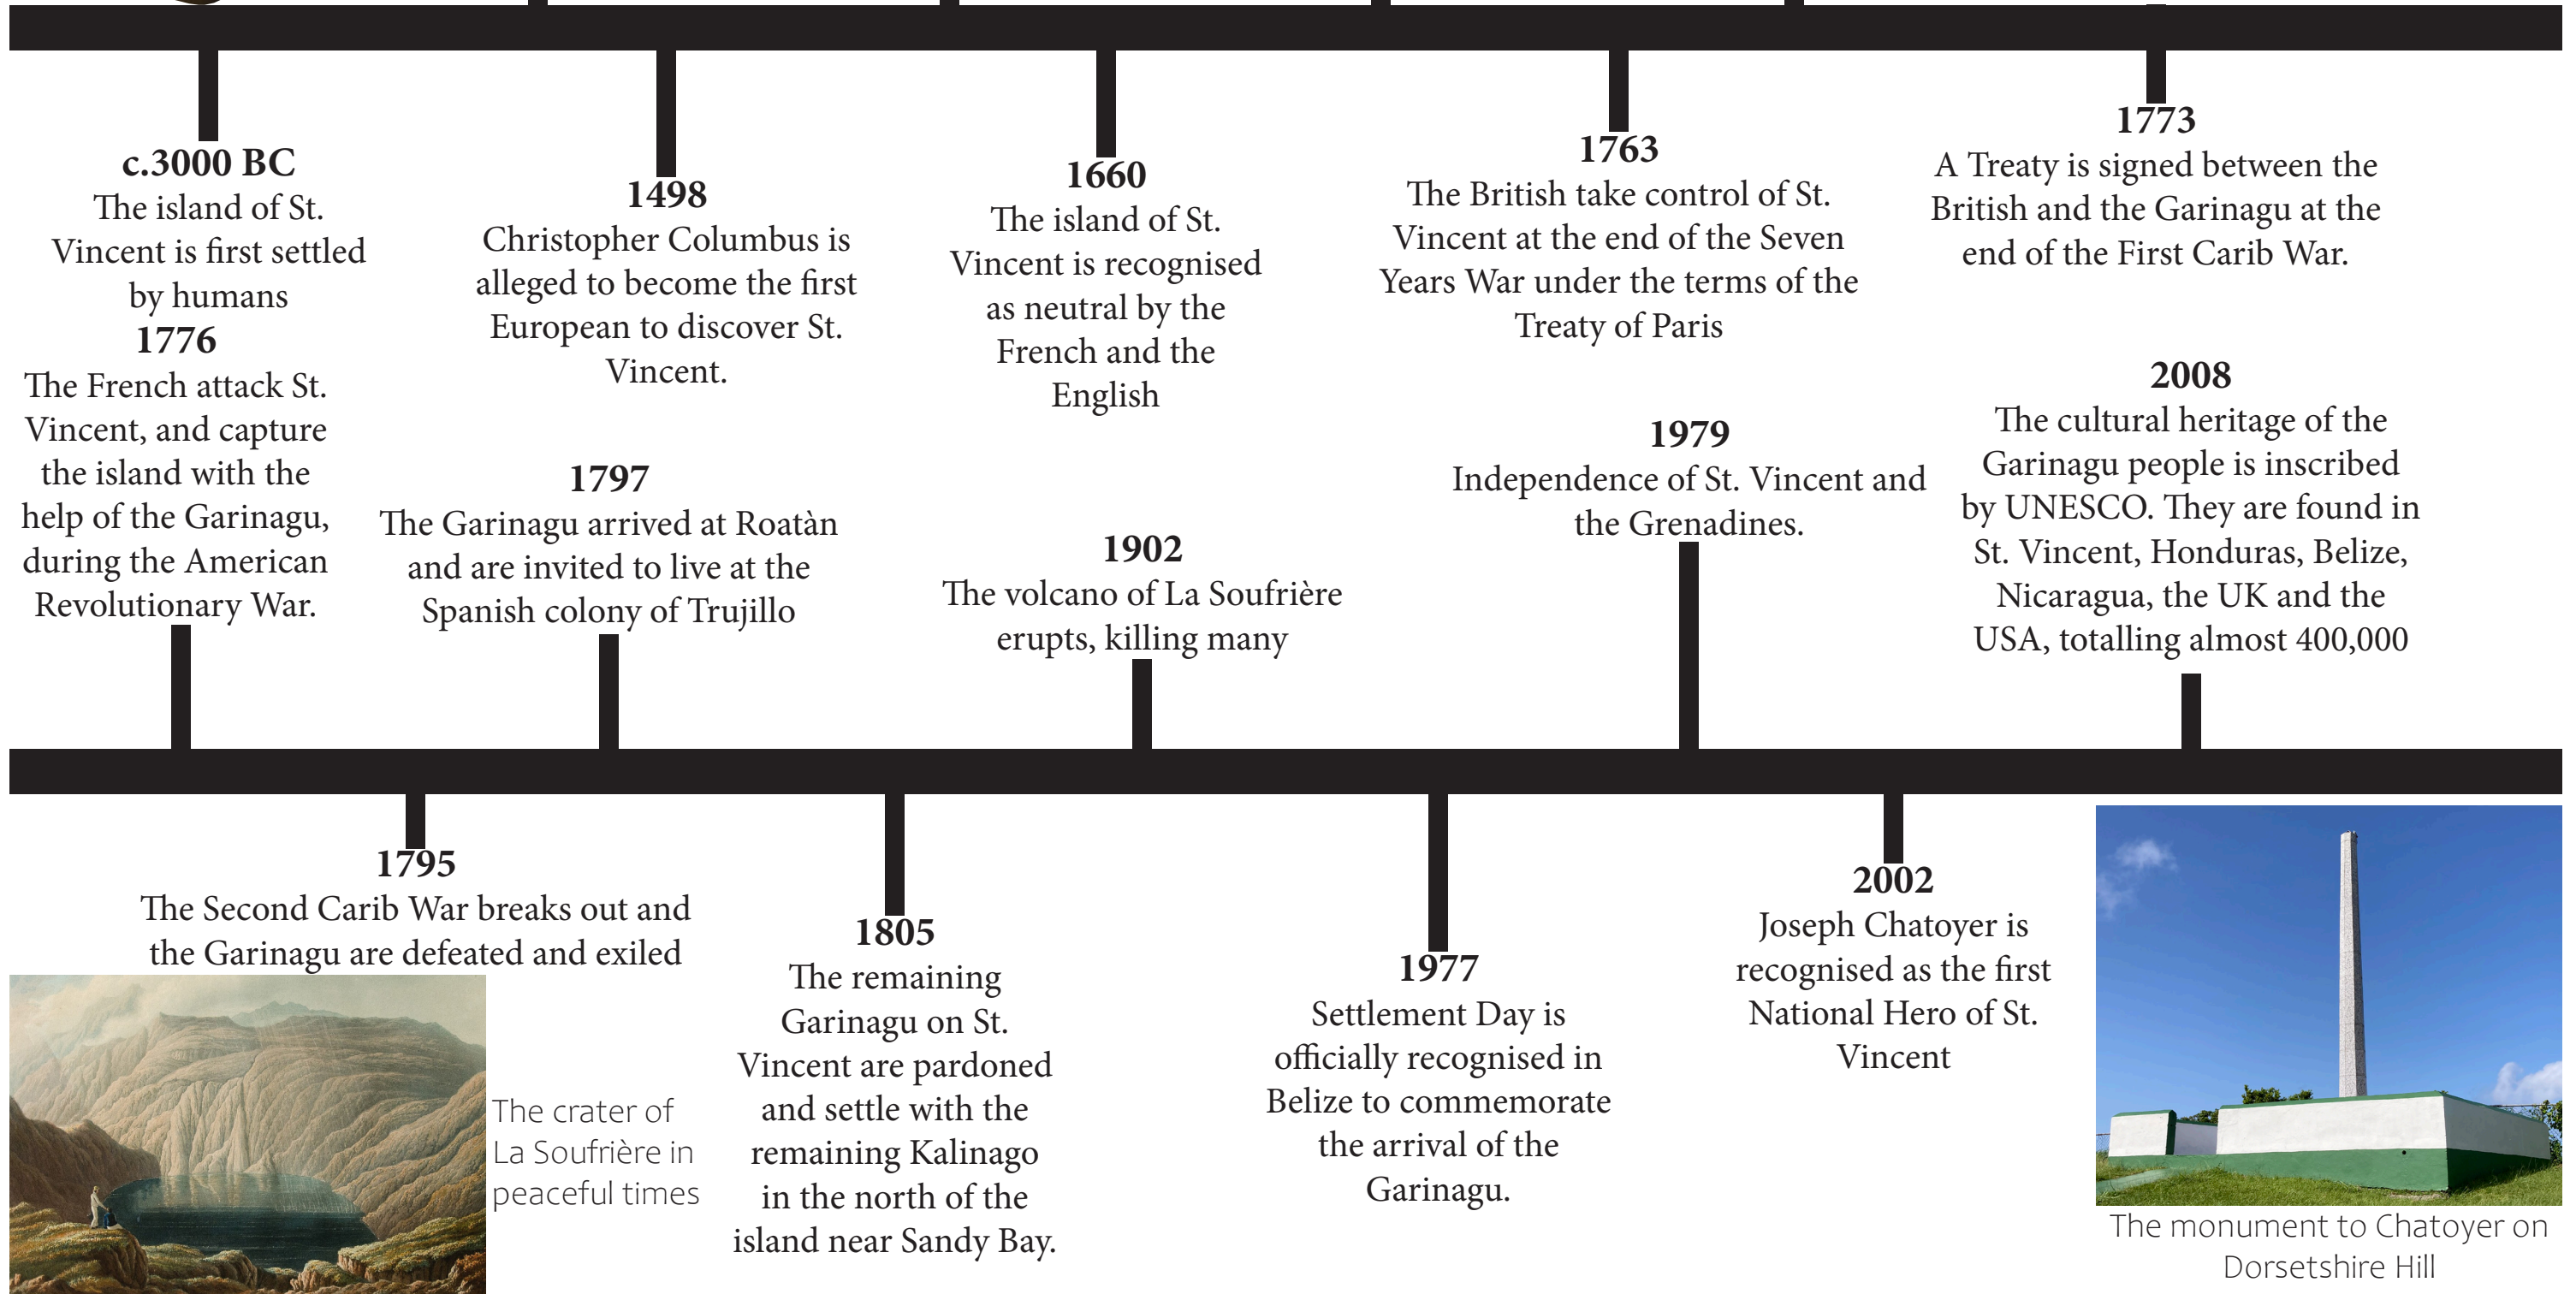 c.3000 BC
The island of St.
Vincent is first settled
by humans
1498
Christopher Columbus is
alleged to become the first
European to discover St.
Vincent.
1660
The island of St.
Vincent is recognised
as neutral by the
French and the
English
1763
The British take control of St.
Vincent at the end of the Seven
Years War under the terms of the
Treaty of Paris
1773
A Treaty is signed between the
British and the Garinagu at the
end of the First Carib War.
1776
The French attack St.
Vincent, and capture
the island with the
help of the Garinagu,
during the American
Revolutionary War.
1797
The Garinagu arrived at Roatàn
and are invited to live at the
Spanish colony of Trujillo
1902
The volcano of La Soufrière
erupts, killing many
1979
Independence of St. Vincent and
the Grenadines.
2008
The cultural heritage of the
Garinagu people is inscribed
by UNESCO. They are found in
St. Vincent, Honduras, Belize,
Nicaragua, the UK and the
USA, totalling almost 400,000
1795
The Second Carib War breaks out and
the Garinagu are defeated and exiled
The crater of
La Soufrière in
peaceful times
1805
The remaining
Garinagu on St.
Vincent are pardoned
and settle with the
remaining Kalinago
in the north of the
island near Sandy Bay.
1977
Settlement Day is
officially recognised in
Belize to commemorate
the arrival of the
Garinagu.
2002
Joseph Chatoyer is
recognised as the first
National Hero of St.
Vincent
The monument to Chatoyer on
Dorsetshire Hill